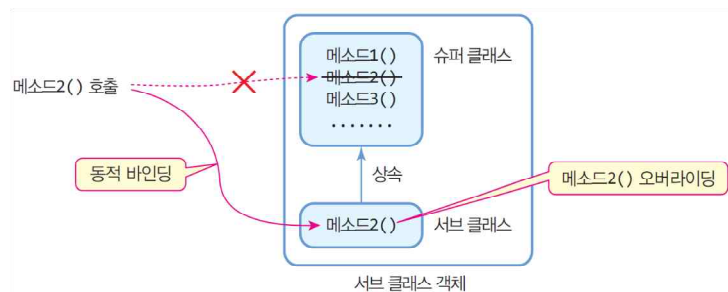 메소드1()
슈퍼 클래스
메소드2()
메소드3()
.......
메소드2() 호출
동적 바인딩
상속
메소드2() 오버라이딩
메소드2()
서브 클래스
서브 클래스 객체